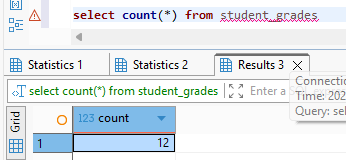 select count(*) from student_grades
Statistics 1
Statistics 2
Results 3
Connection
Time: 202
Query: sel
select count(*) from student_grades
Enter a S
Grid
123 count
1
12